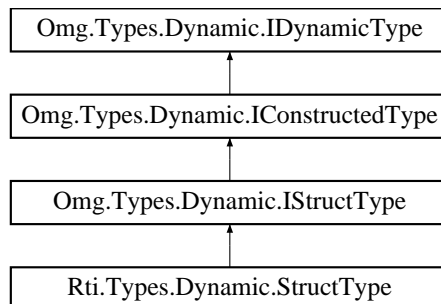 Omg.Types.Dynamic.IDynamicType
Omg.Types.Dynamic.IConstructedType
Omg.Types.Dynamic.IStructType
Rti.Types.Dynamic.StructType